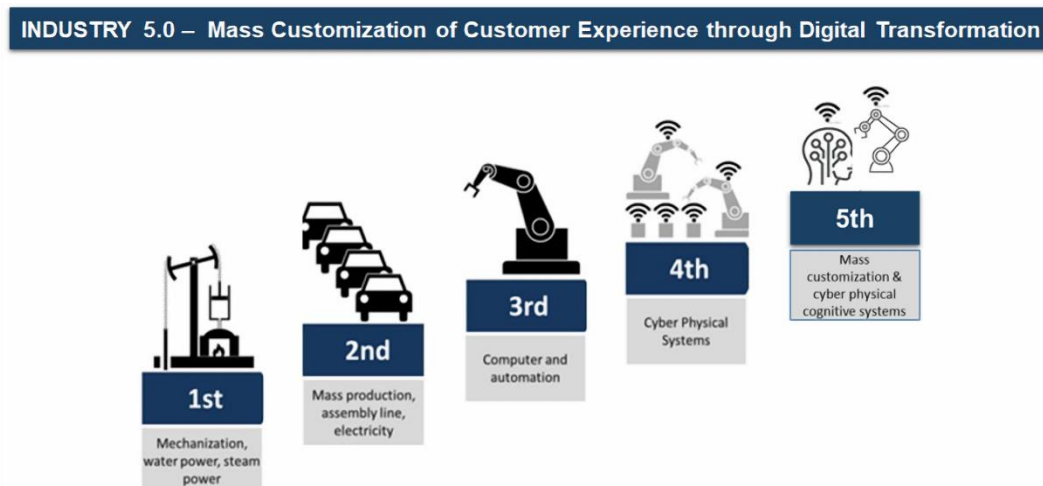 INDUSTRY 5.0 – Mass Customization of Customer Experience through Digital Transformation
1st
Mechanization,
water power, steam
power
2nd
Mass production,
assembly line,
electricity
3rd
Computer and
automation
4th
Cyber Physical
Systems
5th
Mass
customization &
cyber physical
cognitive systems